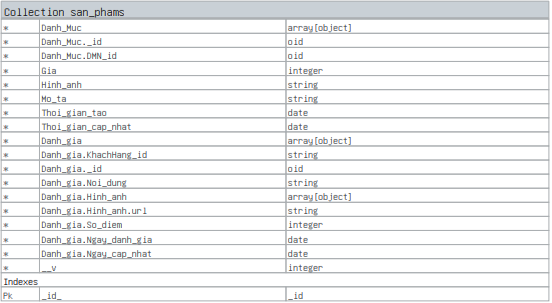 Collection san_phams
* Danh_Muc array[object]
* Danh_Muc._id oid
* Danh_Muc.DMN_id oid
* Gia integer
* Hinh_anh string
* Mo_ta string
* Thoi_gian_tao date
* Thoi_gian_cap_nhat date
* Danh_gia array[object]
* Danh_gia.KhachHang_id string
* Danh_gia._id oid
* Danh_gia.Noi_dung string
* Danh_gia.Hinh_anh array[object]
* Danh_gia.Hinh_anh.url string
* Danh_gia.So_diem integer
* Danh_gia.Ngay_danh_gia date
* Danh_gia.Ngay_cap_nhat date
* __v integer
Indexes
Pk _id_ _id